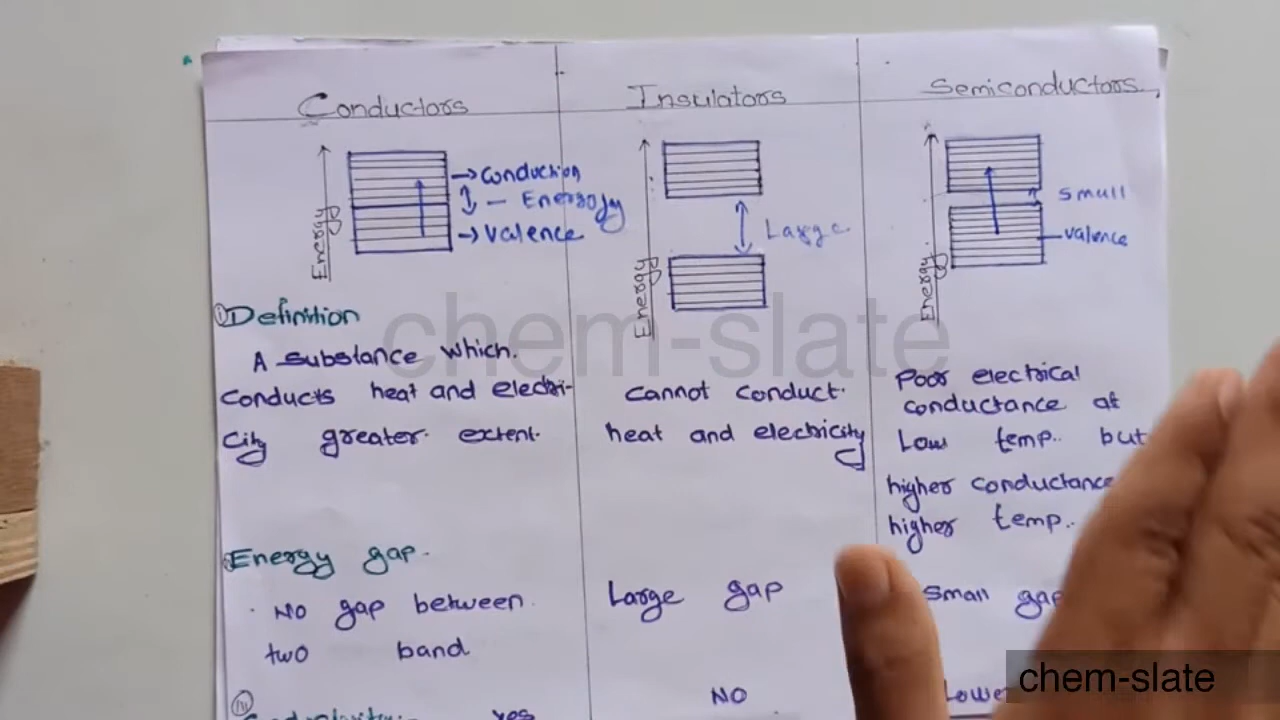 Conductors
Insulators
Semiconductors,
Energy
→ Conduction
– Energy
→ Valence
Energy
Large
Energy
Small
Valence
(i) Definition
A substance which.
conducts heat and electri-
city greater extent.
Cannot conduct.
heat and electricity
Poor electrical
conductance at
Low temp.. but
higher conductance
higher temp..
Energy gap.
No gap between.
two band
Large gap
Small gap
Yes
NO
Lowe
chem-slate
chem-slate